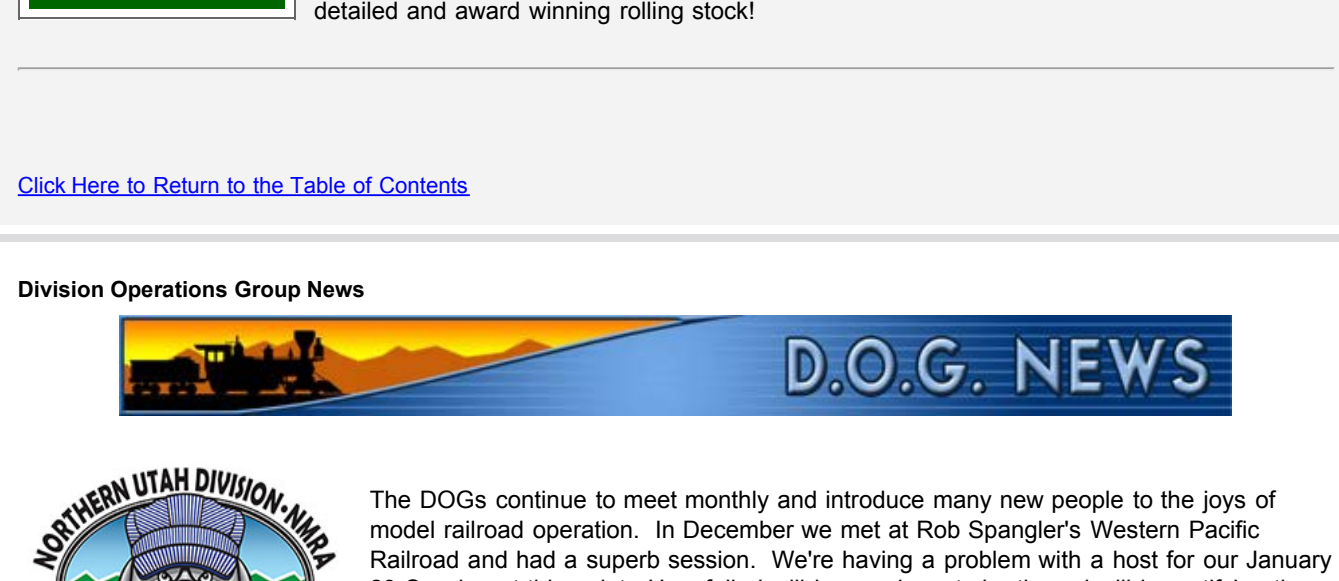 detailed and award winning rolling stock!
Click Here to Return to the Table of Contents
Division Operations Group News
D.O.G. NEWS
NORTHERN UTAH DIVISION·NMRA
The DOGs continue to meet monthly and introduce many new people to the joys of
model railroad operation.  In December we met at Rob Spangler's Western Pacific
Railroad and had a superb session.  We're having a problem with a host for our January